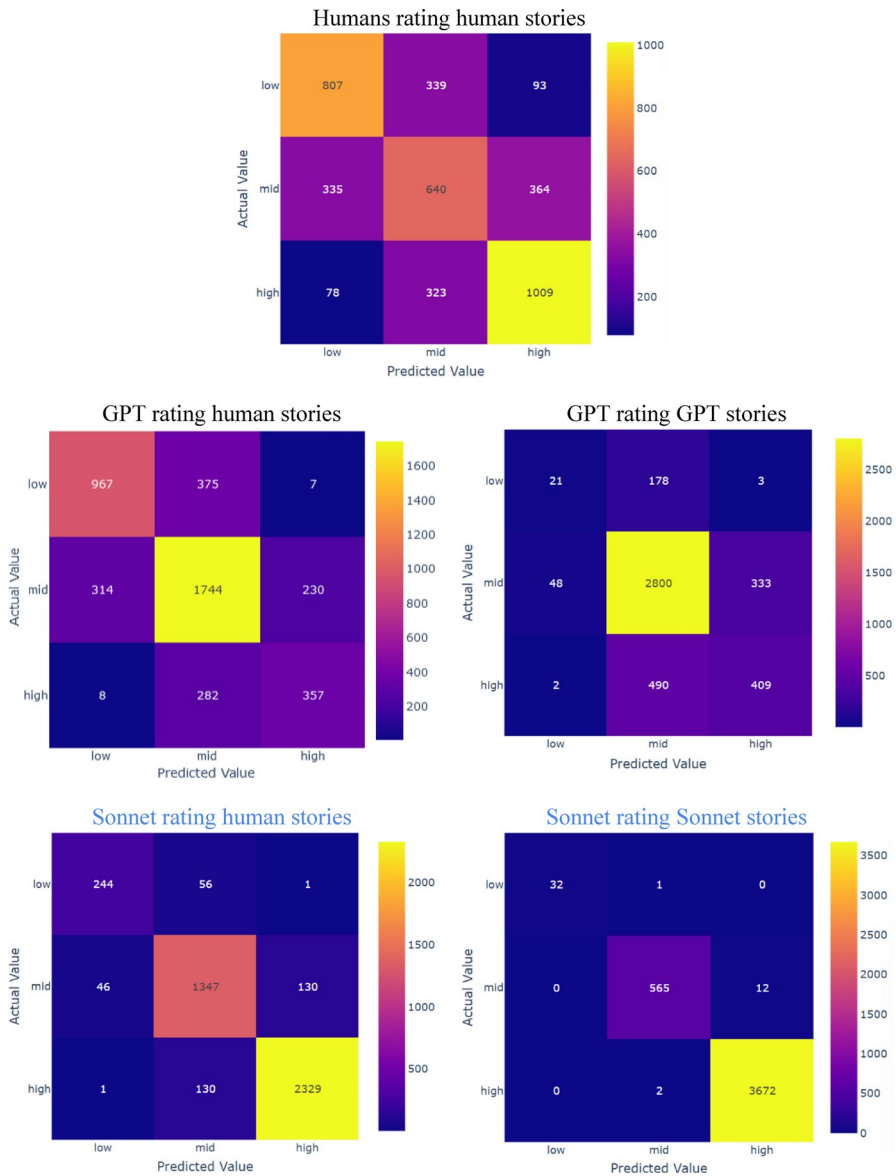 Humans rating human stories
1000
low 807 339 93
800
mid 335 640 364
600
400
high 78 323 1009
200
low mid high
Actual Value
Predicted Value
GPT rating human stories
low 967 375 7
mid 314 1744 230
high 8 282 357
low mid high
Actual Value
Predicted Value
1600
1400
1200
1000
800
600
400
200
GPT rating GPT stories
low 21 178 3
mid 48 2800 333
high 2 490 409
low mid high
Actual Value
Predicted Value
2500
2000
1500
1000
500
Sonnet rating human stories
low 244 56 1
mid 46 1347 130
high 1 130 2329
low mid high
Actual Value
Predicted Value
2000
1500
1000
500
Sonnet rating Sonnet stories
low 32 1 0
mid 0 565 12
high 0 2 3672
low mid high
Actual Value
Predicted Value
3500
3000
2500
2000
1500
1000
500
0